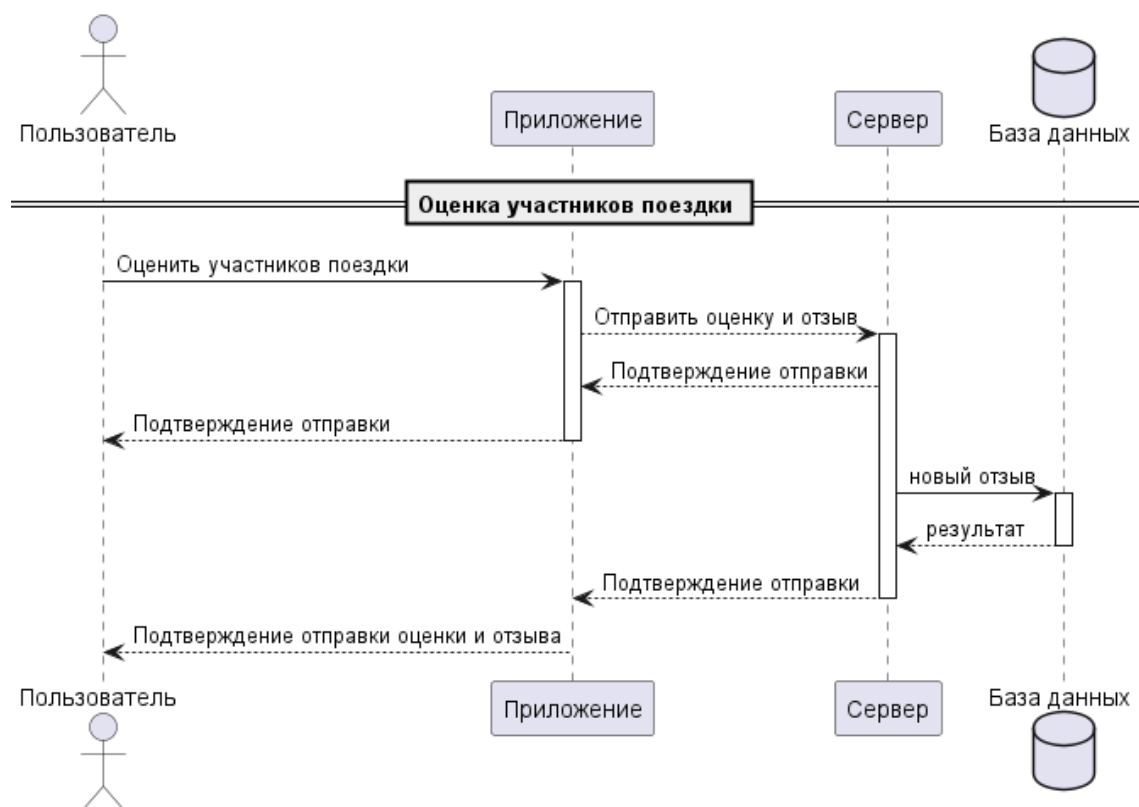 Пользователь
Приложение
Сервер
База данных
Оценка участников поездки
Оценить участников поездки
Отправить оценку и отзыв
Подтверждение отправки
Подтверждение отправки
новый отзыв
результат
Подтверждение отправки
Подтверждение отправки оценки и отзыва
Пользователь
Приложение
Сервер
База данных